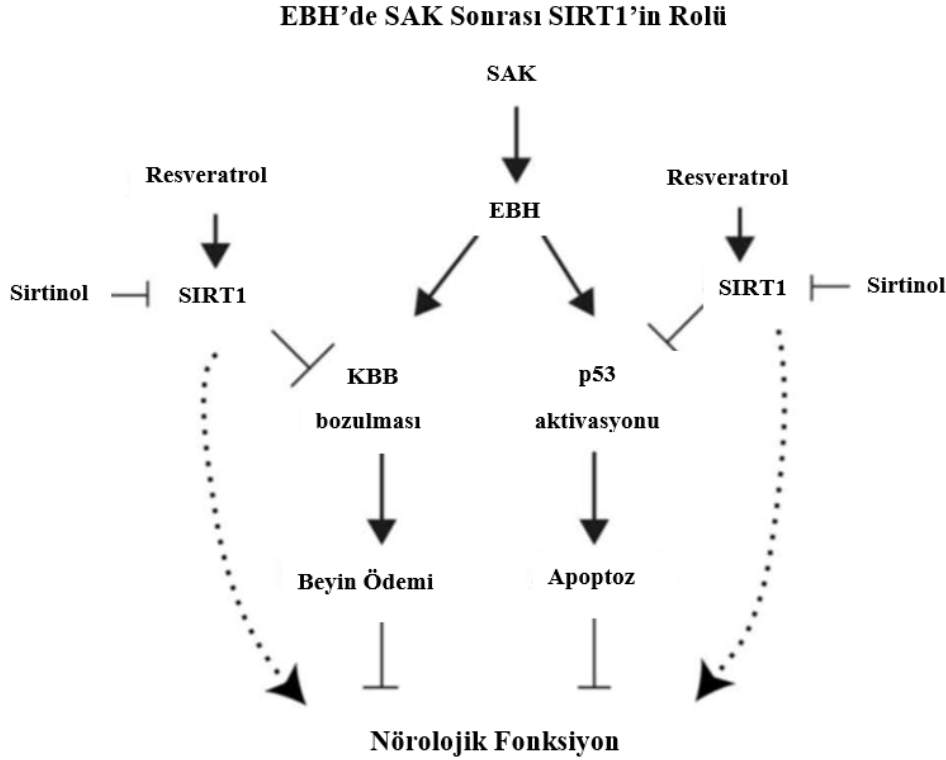 EBH’de SAK Sonrası SIRT1’in Rolü
SAK
Resveratrol
Resveratrol
EBH
Sirtinol
SIRT1
SIRT1
Sirtinol
KBB
bozulması
p53
aktivasyonu
Beyin Ödemi
Apoptoz
Nörolojik Fonksiyon